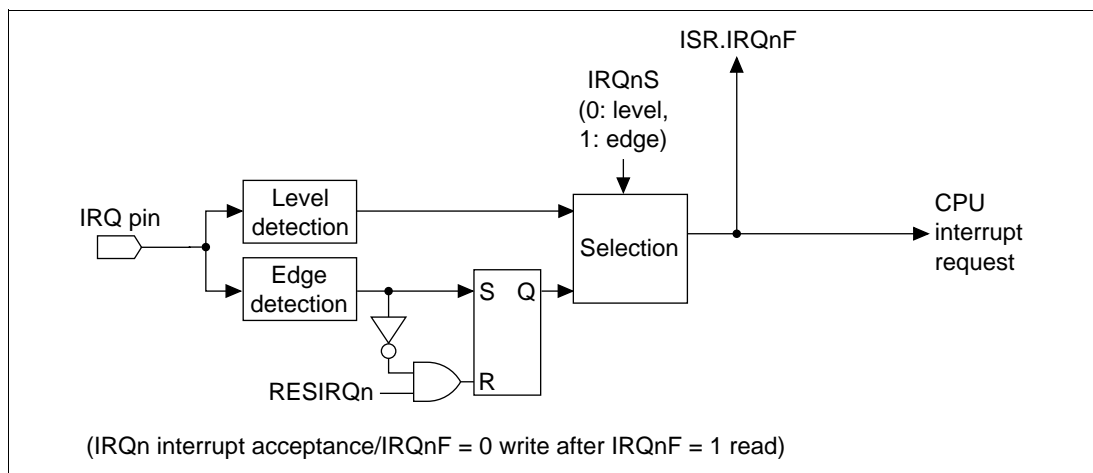 ISR.IRQnF
IRQnS
(0: level,
1: edge)
Level
detection
IRQ pin
Selection
CPU
interrupt
request
Edge
detection
S Q
R
RESIRQn
(IRQn interrupt acceptance/IRQnF = 0 write after IRQnF = 1 read)